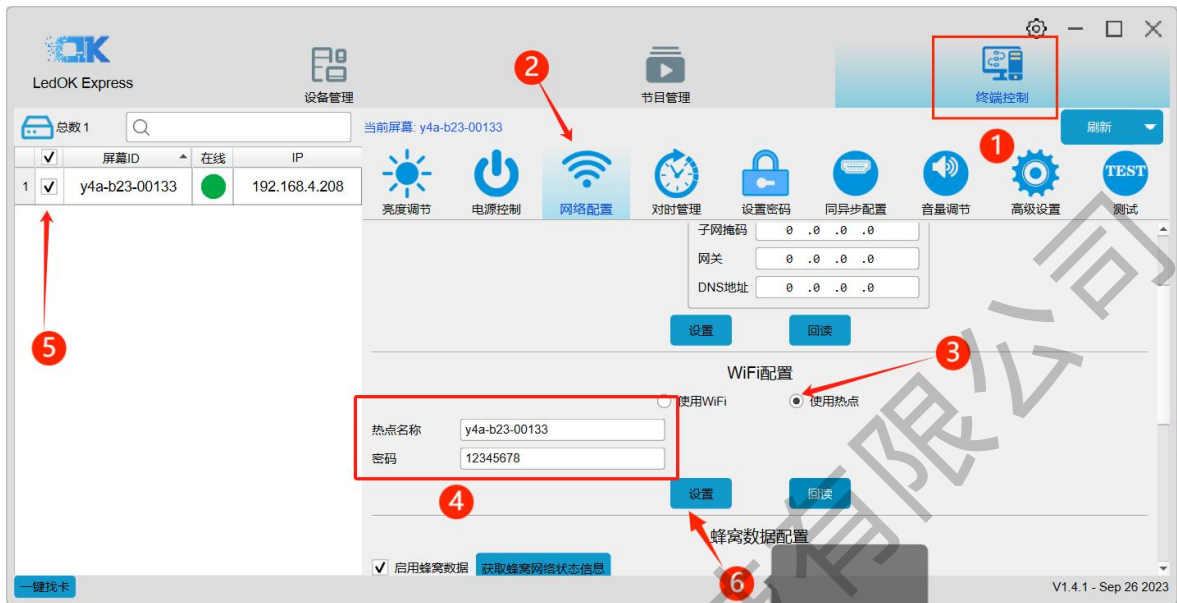 LedOK Express
设备管理
2
节目管理
终端控制
总数 1
当前屏幕: y4a-b23-00133
刷新
1
屏幕ID 在线 IP
1 y4a-b23-00133 192.168.4.208
亮度调节 电源控制 网络配置 对时管理 设置密码 同异步配置 音量调节 高级设置 TEST 测试
子网掩码 0 .0 .0 .0
网关 0 .0 .0 .0
DNS地址 0 .0 .0 .0
设置 回读
5
3
WiFi配置
使用WiFi 使用热点
热点名称 y4a-b23-00133
密码 12345678
4
设置 回读
蜂窝数据配置
启用蜂窝数据 获取蜂窝网络状态信息
6
一键找卡
V1.4.1 - Sep 26 2023
有限公司